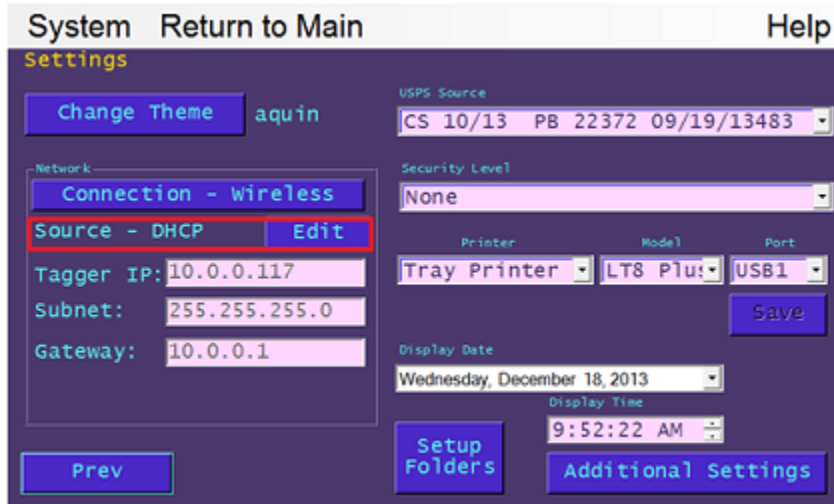 System Return to Main Help
Settings
Change Theme aquin
USPS Source
CS 10/13 PB 22372 09/19/13483
Network
Connection - Wireless
Source - DHCP Edit
Tagger IP: 10.0.0.117
Subnet: 255.255.255.0
Gateway: 10.0.0.1
Security Level
None
Printer Model Port
Tray Printer LT8 Plus USB1
Save
Display Date
Wednesday, December 18, 2013
Display Time
9:52:22 AM
Prev
Setup
Folders
Additional Settings